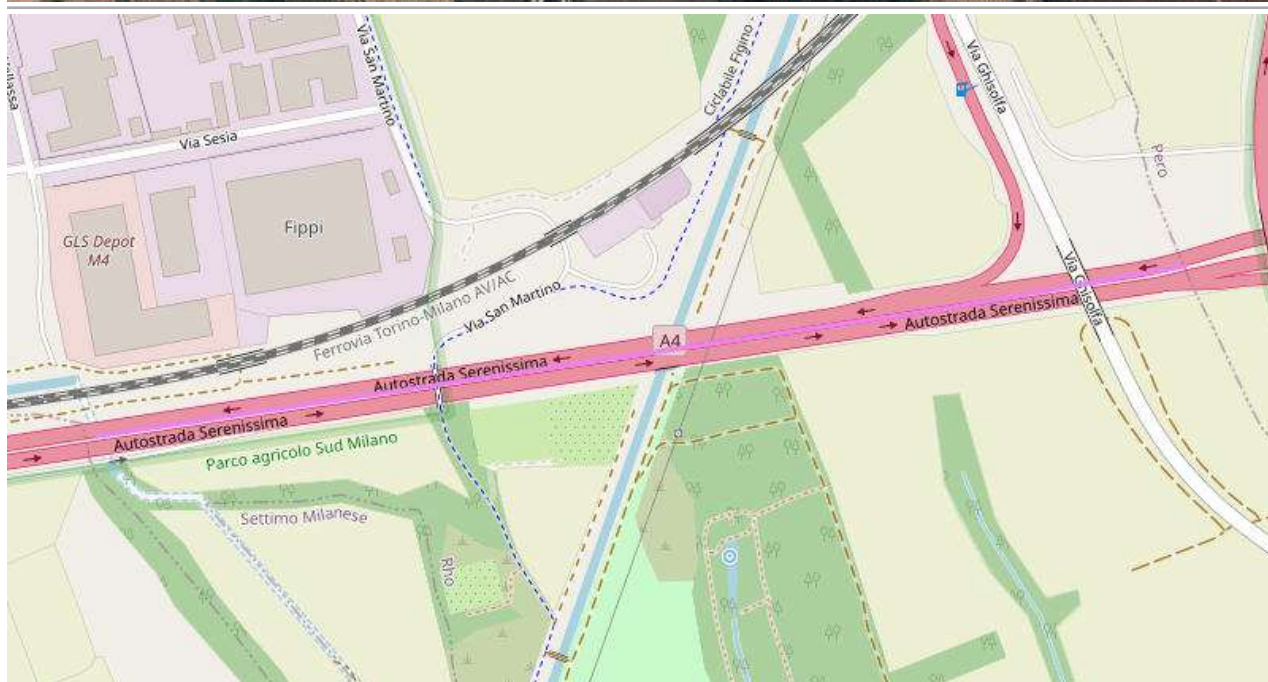 Via San Martino
Ciclabile Figino
Via Ghisolfa
Via Sesia
Pero
GLS Depot
M4
Fippi
Ferrovia Torino-Milano AV/AC
Via San Martino
Via Ghisolfa
A4
Autostrada Serenissima
Autostrada Serenissima
Autostrada Serenissima
Parco agricolo Sud Milano
Settimo Milanese
Rho